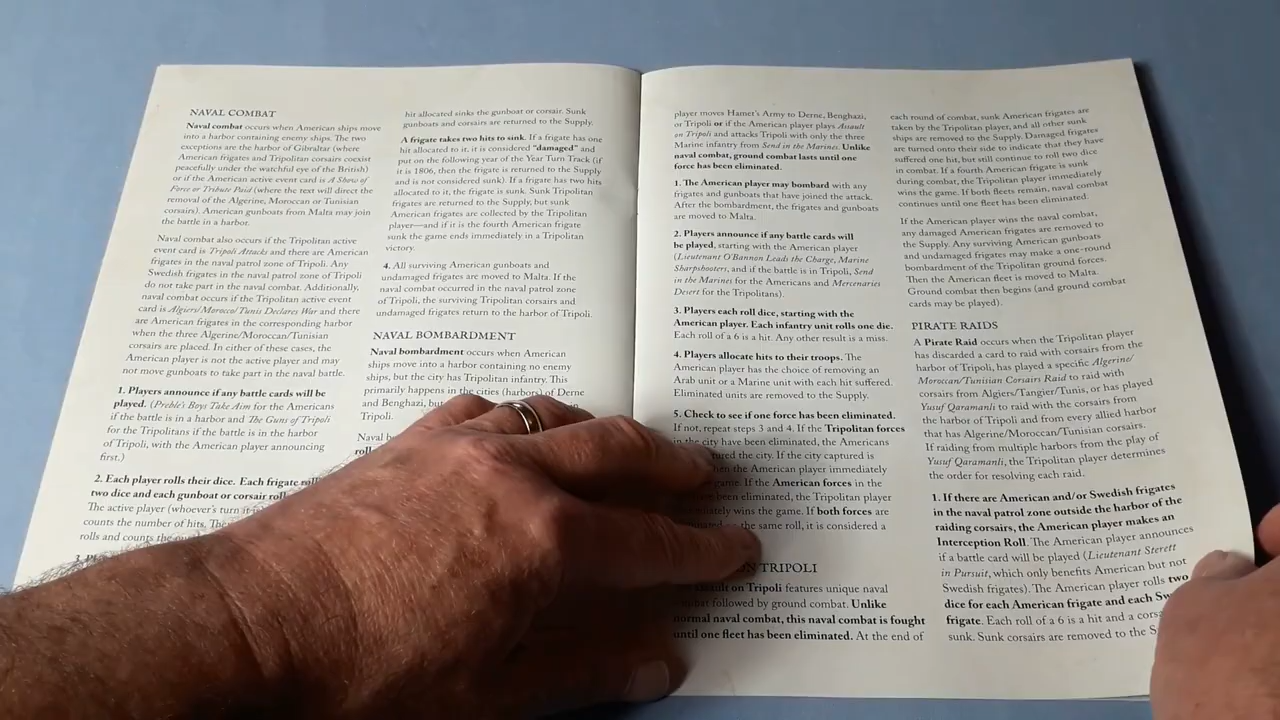 NAVAL COMBAT
Naval combat occurs when American ships move
into a harbor containing enemy ships. The two
exceptions are the harbor of Gibraltar (where
American frigates and Tripolitan corsairs coexist
peacefully under the watchful eye of the British)
or if the American active event card is A Show of
Force or Tribute Paid (where the text will direct the
removal of the Algerine, Moroccan or Tunisian
corsairs). American gunboats from Malta may join
the battle in a harbor.
Naval combat also occurs if the Tripolitan active
event card is Tripoli Attacks and there are American
frigates in the naval patrol zone of Tripoli. Any
Swedish frigates in the naval patrol zone of Tripoli
do not take part in the naval combat. Additionally,
naval combat occurs if the Tripolitan active event
card is Algiers/Morocco/Tunis Declares War and there
are American frigates in the corresponding harbor
when the three Algerine/Moroccan/Tunisian
corsairs are placed. In either of these cases, the
American player is not the active player and may
not move gunboats to take part in the naval battle.
1. Players announce if any battle cards will be
played. (Preble's Boys Take Aim for the Americans
if the battle is in a harbor and The Guns of Tripoli
for the Tripolitans if the battle is in the harbor
of Tripoli, with the American player announcing
first.)
2. Each player rolls their dice. Each frigate
two dice and each gunboat or corsair
The active player (whoever's turn it
counts the number of hits.
rolls and counts the
3.
hit allocated sinks the gunboat or corsair. Sunk
gunboats and corsairs are returned to the Supply.
A frigate takes two hits to sink. If a frigate has one
hit allocated to it, it is considered "damaged" and
put on the following year of the Year Turn Track (if
it is 1806, then the frigate is returned to the Supply
and is not considered sunk). If a frigate has two hits
allocated to it, the frigate is sunk. Sunk Tripolitan
frigates are returned to the Supply, but sunk
American frigates are collected by the Tripolitan
player—and if it is the fourth American frigate
sunk the game ends immediately in a Tripolitan
victory.
4. All surviving American gunboats and
undamaged frigates are moved to Malta. If the
naval combat occurred in the naval patrol zone
of Tripoli, the surviving Tripolitan corsairs and
undamaged frigates return to the harbor of Tripoli.
NAVAL BOMBARDMENT
Naval bombardment occurs when American
ships move into a harbor containing no enemy
ships, but the city has Tripolitan infantry. This
primarily happens in the cities (harbors) of Derne
and Benghazi,
Tripoli.
Naval
player moves Hamet's Army to Derne, Benghazi,
or Tripoli or if the American player plays Assault
on Tripoli and attacks Tripoli with only the three
Marine infantry from Send in the Marines. Unlike
naval combat, ground combat lasts until one
force has been eliminated.
1. The American player may bombard with any
frigates and gunboats that have joined the attack.
After the bombardment, the frigates and gunboats
are moved to Malta.
2. Players announce if any battle cards will
be played, starting with the American player
(Lieutenant O'Bannon Leads the Charge, Marine
Sharpshooters, and if the battle is in Tripoli, Send
in the Marines for the Americans and Mercenaries
Desert for the Tripolitans).
3. Players each roll dice, starting with the
American player. Each infantry unit rolls one die.
Each roll of a 6 is a hit. Any other result is a miss.
4. Players allocate hits to their troops. The
American player has the choice of removing an
Arab unit or a Marine unit with each hit suffered.
Eliminated units are removed to the Supply.
5. Check to see if one force has been eliminated.
If not, repeat steps 3 and 4. If the Tripolitan forces
in the city have been eliminated, the Americans
the city. If the city captured is
the American player immediately
game. If the American forces in the
been eliminated, the Tripolitan player
wins the game. If both forces are
the same roll, it is considered a
ON TRIPOLI
on Tripoli features unique naval
followed by ground combat. Unlike
normal naval combat, this naval combat is fought
until one fleet has been eliminated. At the end of
each round of combat, sunk American frigates are
taken by the Tripolitan player, and all other sunk
ships are removed to the Supply. Damaged frigates
are turned onto their side to indicate that they have
suffered one hit, but still continue to roll two dice
in combat. If a fourth American frigate is sunk
during combat, the Tripolitan player immediately
wins the game. If both fleets remain, naval combat
continues until one fleet has been eliminated.
If the American player wins the naval combat,
any damaged American frigates are removed to
the Supply. Any surviving American gunboats
and undamaged frigates may make a one-round
bombardment of the Tripolitan ground forces.
Then the American fleet is moved to Malta.
Ground combat then begins (and ground combat
cards may be played).
PIRATE RAIDS
A Pirate Raid occurs when the Tripolitan player
has discarded a card to raid with corsairs from the
harbor of Tripoli, has played a specific Algerine/
Moroccan/Tunisian Corsairs Raid to raid with
corsairs from Algiers/Tangier/Tunis, or has played
Yusuf Qaramanli to raid with the corsairs from
the harbor of Tripoli and from every allied harbor
that has Algerine/Moroccan/Tunisian corsairs.
If raiding from multiple harbors from the play of
Yusuf Qaramanli, the Tripolitan player determines
the order for resolving each raid.
1. If there are American and/or Swedish frigates
in the naval patrol zone outside the harbor of the
raiding corsairs, the American player makes an
Interception Roll. The American player announces
if a battle card will be played (Lieutenant Sterett
in Pursuit, which only benefits American but not
Swedish frigates). The American player rolls two
dice for each American frigate and each
frigate. Each roll of a 6 is a hit and a
sunk. Sunk corsairs are removed to the